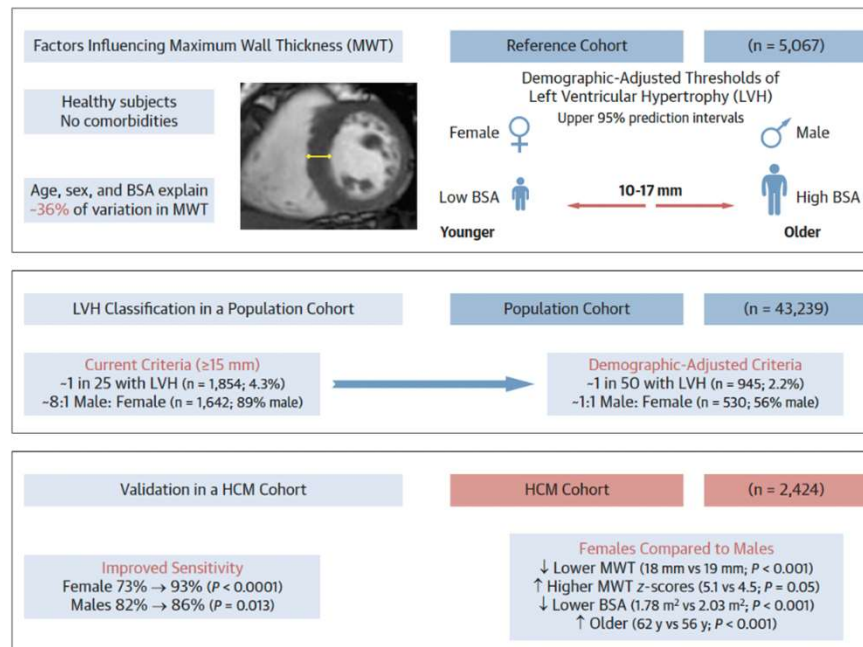 Factors Influencing Maximum Wall Thickness (MWT)
Reference Cohort
(n = 5,067)
Healthy subjects
No comorbidities
Age, sex, and BSA explain
~36% of variation in MWT
Demographic-Adjusted Thresholds of
Left Ventricular Hypertrophy (LVH)
Upper 95% prediction intervals
Female
Male
Low BSA
10-17 mm
High BSA
Younger
Older
LVH Classification in a Population Cohort
Population Cohort
(n = 43,239)
Current Criteria (≥15 mm)
~1 in 25 with LVH (n = 1,854; 4.3%)
~8:1 Male: Female (n = 1,642; 89% male)
Demographic-Adjusted Criteria
~1 in 50 with LVH (n = 945; 2.2%)
~1:1 Male: Female (n = 530; 56% male)
Validation in a HCM Cohort
HCM Cohort
(n = 2,424)
Improved Sensitivity
Female 73% → 93% (P < 0.0001)
Males 82% → 86% (P = 0.013)
Females Compared to Males
↓ Lower MWT (18 mm vs 19 mm; P < 0.001)
↑ Higher MWT z-scores (5.1 vs 4.5; P = 0.05)
↓ Lower BSA (1.78 m² vs 2.03 m²; P < 0.001)
↑ Older (62 y vs 56 y; P < 0.001)